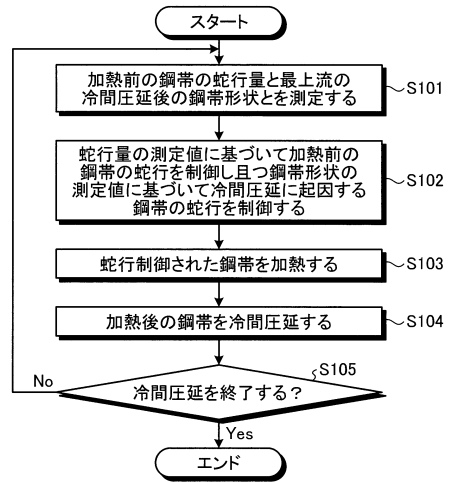 スタート
加熱前の鋼帯の蛇行量と最上流の
冷間圧延後の鋼帯形状とを測定する
S101
蛇行量の測定値に基づいて加熱前の
鋼帯の蛇行を制御し且つ鋼帯形状の
測定値に基づいて冷間圧延に起因する
鋼帯の蛇行を制御する
S102
蛇行制御された鋼帯を加熱する
S103
加熱後の鋼帯を冷間圧延する
S104
S105
冷間圧延を終了する？
No
Yes
エンド